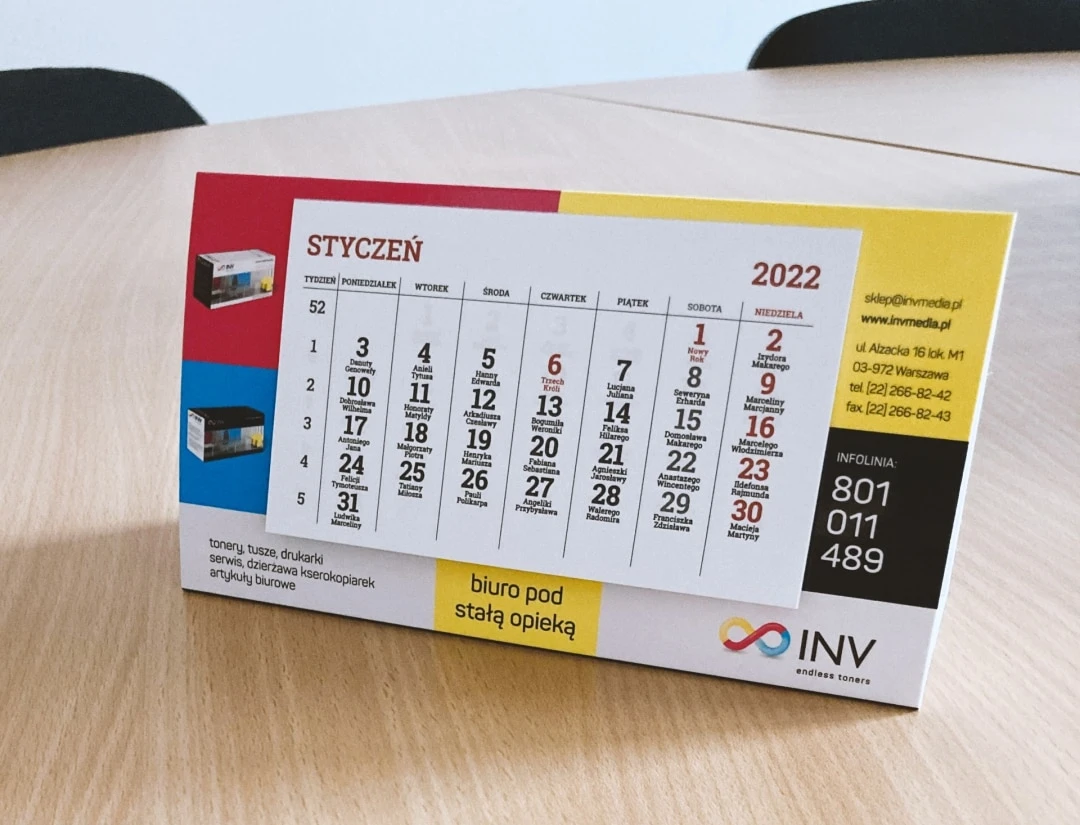 STYCZEŃ
2022
TYDZIEŃ PONIEDZIAŁEK WTOREK ŚRODA CZWARTEK PIĄTEK SOBOTA NIEDZIELA
52 1 2
Nowy Izydora
Rok Makarego
1 3 4 5 6 7 8 9
Danuty Anieli Hanny Trzech Lucjana Seweryna Marceliny
Genowefy Tytusa Edwarda Króli Juliana Erharda Marcjanny
2 10 11 12 13 14 15 16
Dobrosława Honoraty Arkadiusza Bogumiła Feliksa Domosława Marcelego
Wilhelma Matyldy Czesławy Weroniki Hilarego Makarego Włodzimierza
3 17 18 19 20 21 22 23
Antoniego Małgorzaty Henryka Fabiana Agnieszki Anastazego Ildefonsa
Jana Piotra Mariusza Sebastiana Jarosławy Wincentego Rajmunda
4 24 25 26 27 28 29 30
Felicji Tatiany Pauli Angeliki Walerego Franciszka Macieja
Tymoteusza Miłosza Polikarpa Przybysława Radomira Zdzisława Martyny
5 31
Ludwika
Marceliny
sklep@invmedia.pl
www.invmedia.pl
ul. Alzacka 16 lok. M1
03-972 Warszawa
tel. [22] 266-82-42
fax. [22] 266-82-43
INFOLINIA:
801
011
489
INV
tonery, tusze, drukarki
serwis, dzierżawa kserokopiarek
artykuły biurowe
biuro pod
stałą opieką
INV
endless toners